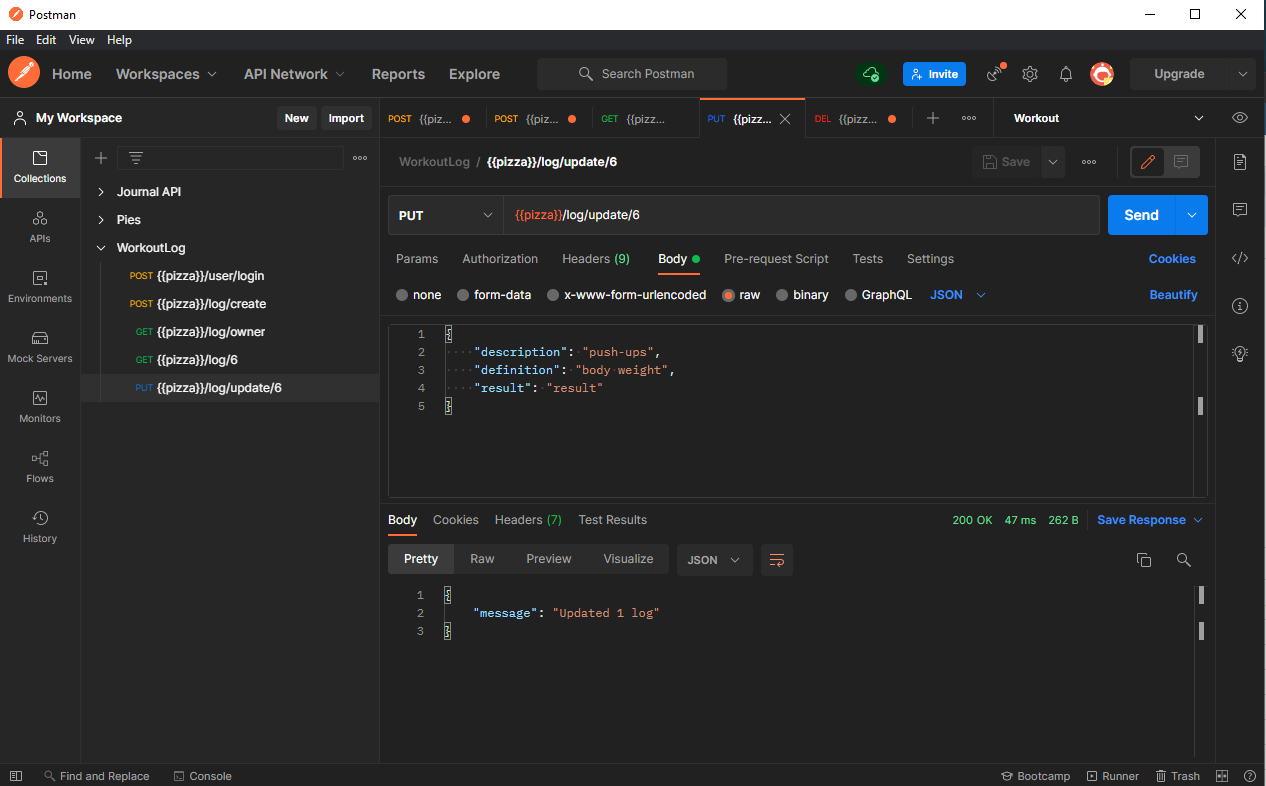 Postman
File Edit View Help
Home Workspaces API Network Reports Explore Search Postman Invite Upgrade
My Workspace New Import
POST {{piz... POST {{piz... GET {{pizz... PUT {{pizz... DEL {{pizz... Workout
Collections
APIs
Environments
Mock Servers
Monitors
Flows
History
Journal API
Pies
WorkoutLog
POST {{pizza}}/user/login
POST {{pizza}}/log/create
GET {{pizza}}/log/owner
GET {{pizza}}/log/6
PUT {{pizza}}/log/update/6
WorkoutLog / {{pizza}}/log/update/6 Save
PUT {{pizza}}/log/update/6 Send
Params Authorization Headers (9) Body Pre-request Script Tests Settings Cookies
none form-data x-www-form-urlencoded raw binary GraphQL JSON Beautify
1 {
2 ····"description":·"push-ups",
3 ····"definition":·"body·weight",
4 ····"result":·"result"
5 }
Body Cookies Headers (7) Test Results 200 OK 47 ms 262 B Save Response
Pretty Raw Preview Visualize JSON
1 {
2 "message": "Updated 1 log"
3 }
Find and Replace Console Bootcamp Runner Trash